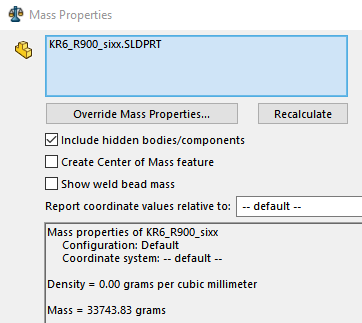 Mass Properties
KR6_R900_sixx.SLDPRT
Override Mass Properties...
Recalculate
Include hidden bodies/components
Create Center of Mass feature
Show weld bead mass
Report coordinate values relative to:
-- default --
Mass properties of KR6_R900_sixx
Configuration: Default
Coordinate system: -- default --
Density = 0.00 grams per cubic millimeter
Mass = 33743.83 grams